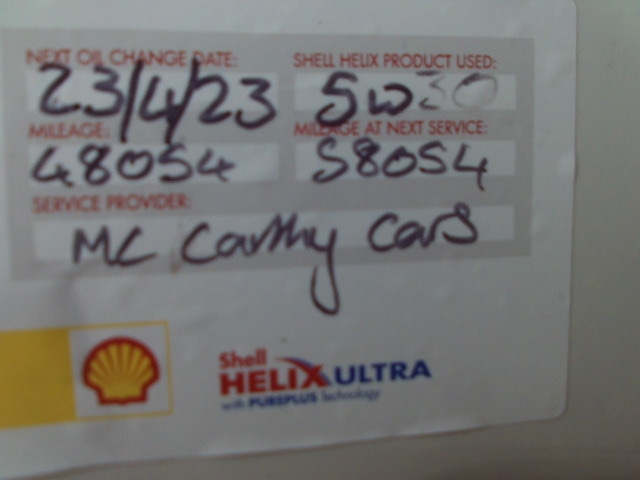 NEXT OIL CHANGE DATE: SHELL HELIX PRODUCT USED:
23/4/23 5W30
MILEAGE: MILEAGE AT NEXT SERVICE:
48054 58054
SERVICE PROVIDER:
MC Carthy Cars
Shell
HELIX ULTRA
with PUREPLUS Technology